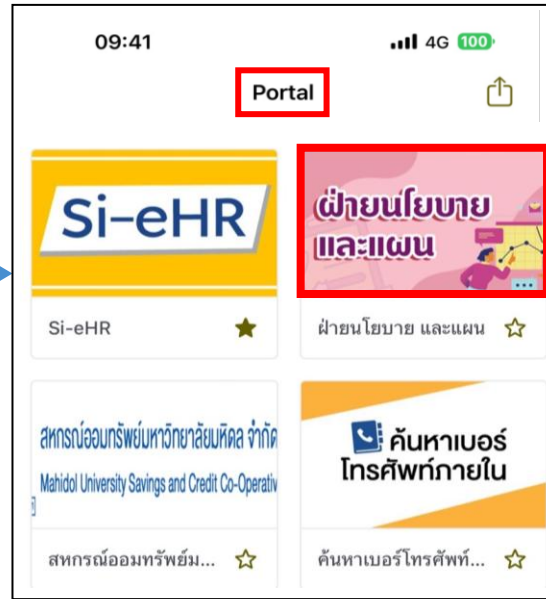 09:41
4G 100
Portal
Si-eHR
ฝ่ายนโยบาย
และแผน
Si-eHR
ฝ่ายนโยบาย และแผน
สหกรณ์ออมทรัพย์มหาวิทยาลัยมหิดล จำกัด
Mahidol University Savings and Credit Co-Operativ
ค้นหาเบอร์
โทรศัพท์ภายใน
สหกรณ์ออมทรัพย์ม...
ค้นหาเบอร์โทรศัพท์...